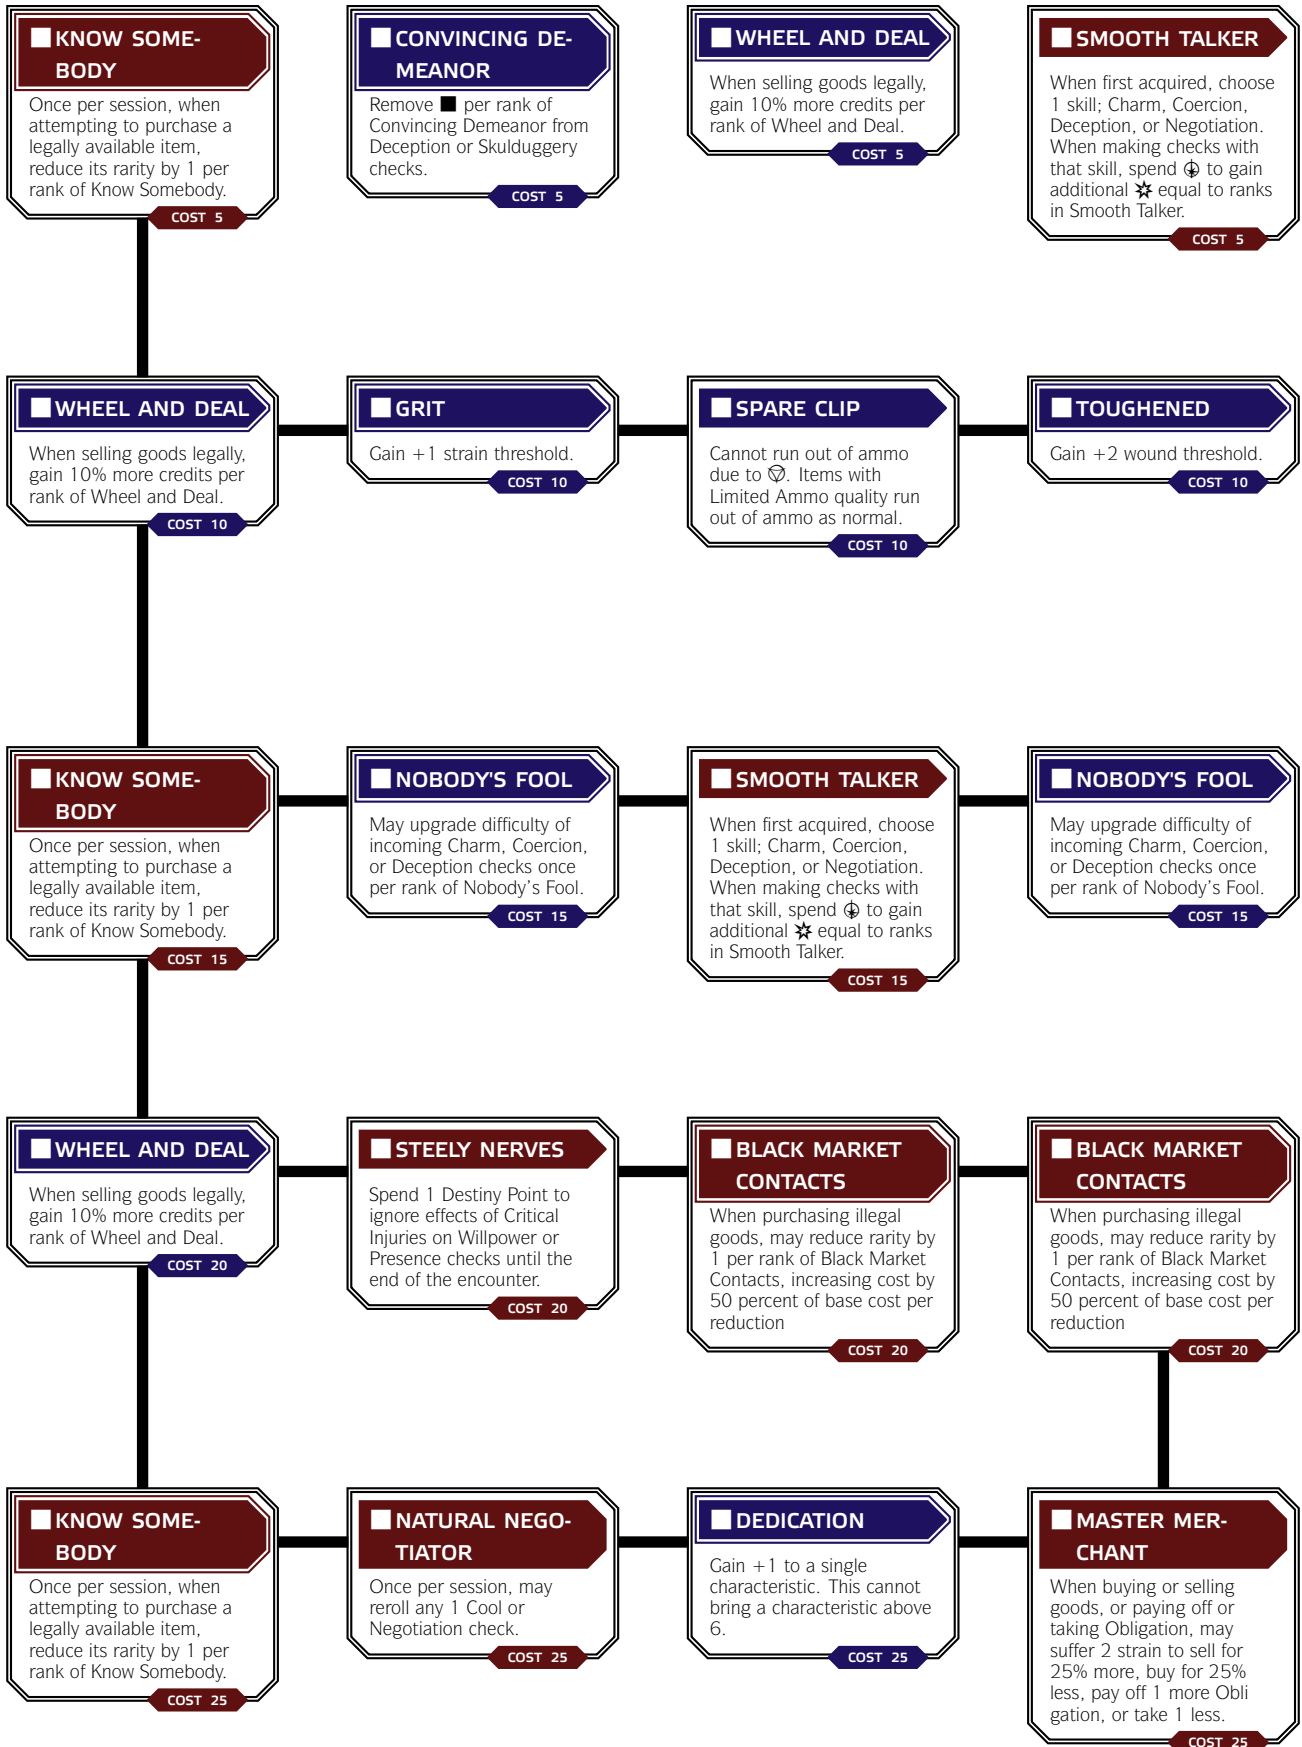 KNOW SOME-
BODY
Once per session, when
attempting to purchase a
legally available item,
reduce its rarity by 1 per
rank of Know Somebody.
COST 5
CONVINCING DE-
MEANOR
Remove ■ per rank of
Convincing Demeanor from
Deception or Skulduggery
checks.
COST 5
WHEEL AND DEAL
When selling goods legally,
gain 10% more credits per
rank of Wheel and Deal.
COST 5
SMOOTH TALKER
When first acquired, choose
1 skill; Charm, Coercion,
Deception, or Negotiation.
When making checks with
that skill, spend to gain
additional equal to ranks
in Smooth Talker.
COST 5
WHEEL AND DEAL
When selling goods legally,
gain 10% more credits per
rank of Wheel and Deal.
COST 10
GRIT
Gain +1 strain threshold.
COST 10
SPARE CLIP
Cannot run out of ammo
due to . Items with
Limited Ammo quality run
out of ammo as normal.
COST 10
TOUGHENED
Gain +2 wound threshold.
COST 10
KNOW SOME-
BODY
Once per session, when
attempting to purchase a
legally available item,
reduce its rarity by 1 per
rank of Know Somebody.
COST 15
NOBODY'S FOOL
May upgrade difficulty of
incoming Charm, Coercion,
or Deception checks once
per rank of Nobody's Fool.
COST 15
SMOOTH TALKER
When first acquired, choose
1 skill; Charm, Coercion,
Deception, or Negotiation.
When making checks with
that skill, spend to gain
additional equal to ranks
in Smooth Talker.
COST 15
NOBODY'S FOOL
May upgrade difficulty of
incoming Charm, Coercion,
or Deception checks once
per rank of Nobody's Fool.
COST 15
WHEEL AND DEAL
When selling goods legally,
gain 10% more credits per
rank of Wheel and Deal.
COST 20
STEELY NERVES
Spend 1 Destiny Point to
ignore effects of Critical
Injuries on Willpower or
Presence checks until the
end of the encounter.
COST 20
BLACK MARKET
CONTACTS
When purchasing illegal
goods, may reduce rarity by
1 per rank of Black Market
Contacts, increasing cost by
50 percent of base cost per
reduction
COST 20
BLACK MARKET
CONTACTS
When purchasing illegal
goods, may reduce rarity by
1 per rank of Black Market
Contacts, increasing cost by
50 percent of base cost per
reduction
COST 20
KNOW SOME-
BODY
Once per session, when
attempting to purchase a
legally available item,
reduce its rarity by 1 per
rank of Know Somebody.
COST 25
NATURAL NEGO-
TIATOR
Once per session, may
reroll any 1 Cool or
Negotiation check.
COST 25
DEDICATION
Gain +1 to a single
characteristic. This cannot
bring a characteristic above
6.
COST 25
MASTER MER-
CHANT
When buying or selling
goods, or paying off or
taking Obligation, may
suffer 2 strain to sell for
25% more, buy for 25%
less, pay off 1 more Obli
gation, or take 1 less.
COST 25